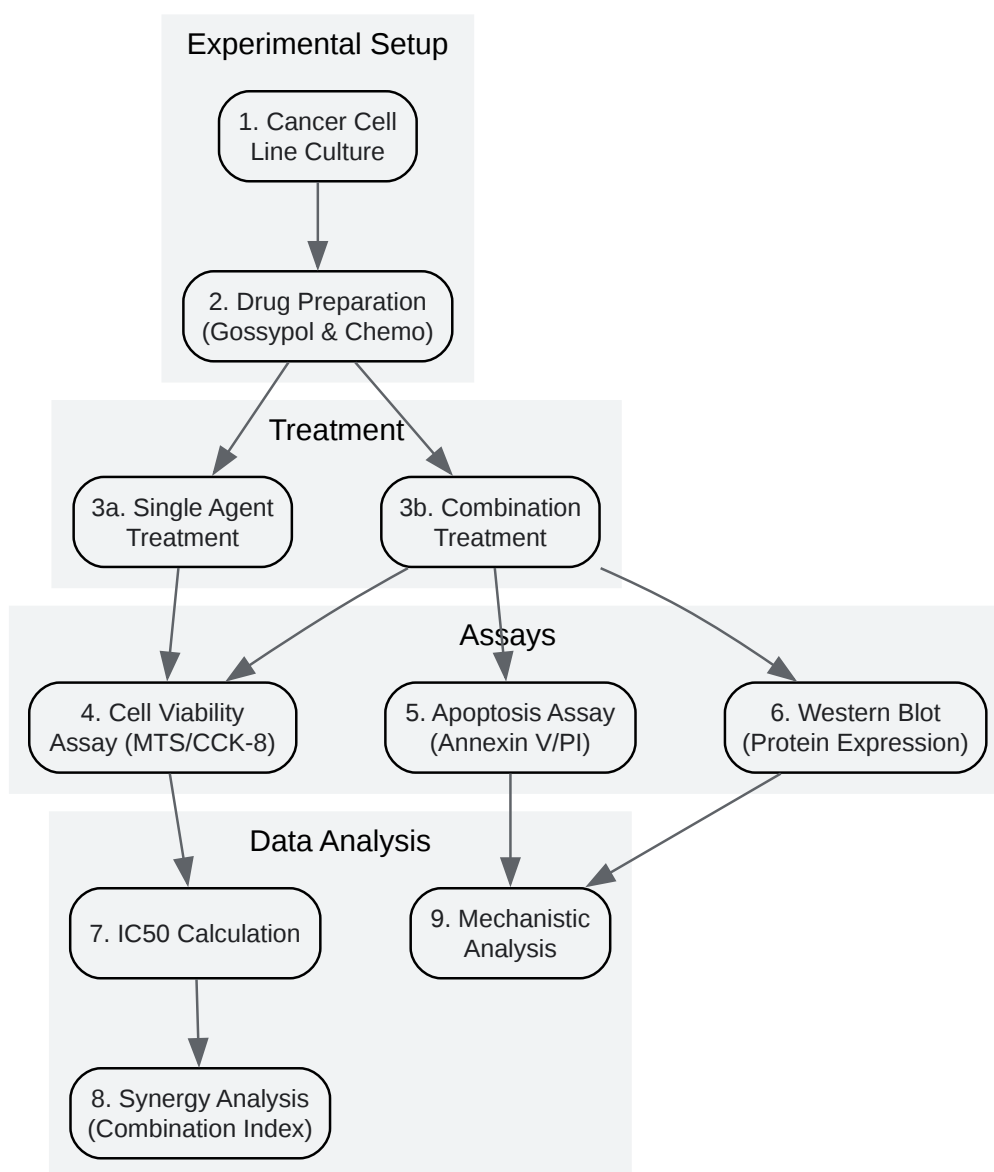 Experimental Setup
1. Cancer Cell
Line Culture
2. Drug Preparation
(Gossypol & Chemo)
Treatment
3a. Single Agent
Treatment
3b. Combination
Treatment
Assays
4. Cell Viability
Assay (MTS/CCK-8)
5. Apoptosis Assay
(Annexin V/PI)
6. Western Blot
(Protein Expression)
Data Analysis
7. IC50 Calculation
9. Mechanistic
Analysis
8. Synergy Analysis
(Combination Index)